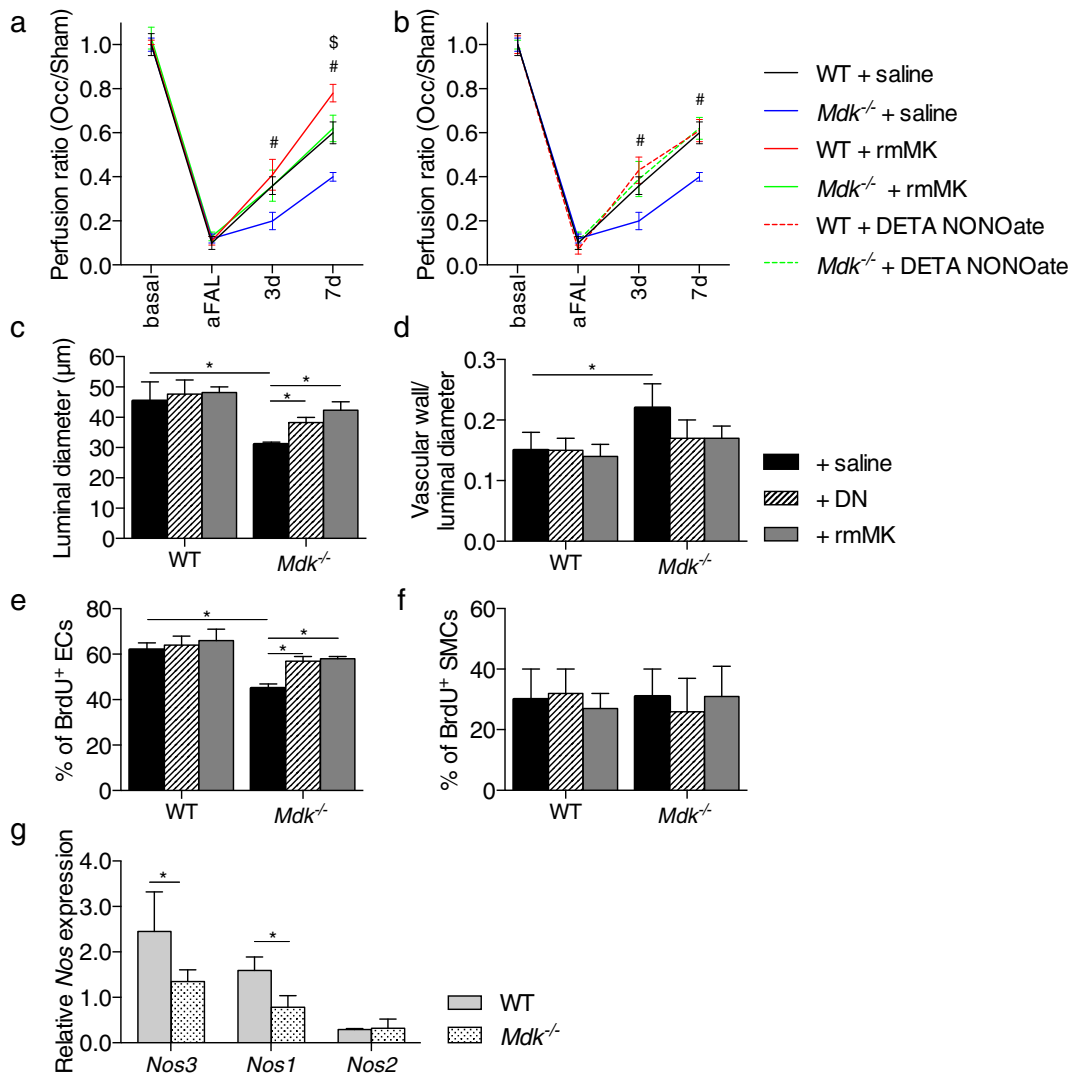 a
Perfusion ratio (Occ/Sham)
1.0
0.8
0.6
0.4
0.2
0.0
basal
aFAL
3d
7d
#
$
#
b
Perfusion ratio (Occ/Sham)
1.0
0.8
0.6
0.4
0.2
0.0
basal
aFAL
3d
7d
#
#
WT + saline
Mdk-/- + saline
WT + rmMK
Mdk-/- + rmMK
WT + DETA NONOate
Mdk-/- + DETA NONOate
c
Luminal diameter (µm)
60
50
40
30
20
10
0
*
*
*
WT
Mdk-/-
d
Vascular wall/
luminal diameter
0.3
0.2
0.1
0.0
*
WT
Mdk-/-
+ saline
+ DN
+ rmMK
e
% of BrdU+ ECs
80
60
40
20
0
*
*
*
WT
Mdk-/-
f
% of BrdU+ SMCs
60
40
20
0
WT
Mdk-/-
g
Relative Nos expression
4.0
3.0
2.0
1.0
0.0
*
*
Nos3
Nos1
Nos2
WT
Mdk-/-